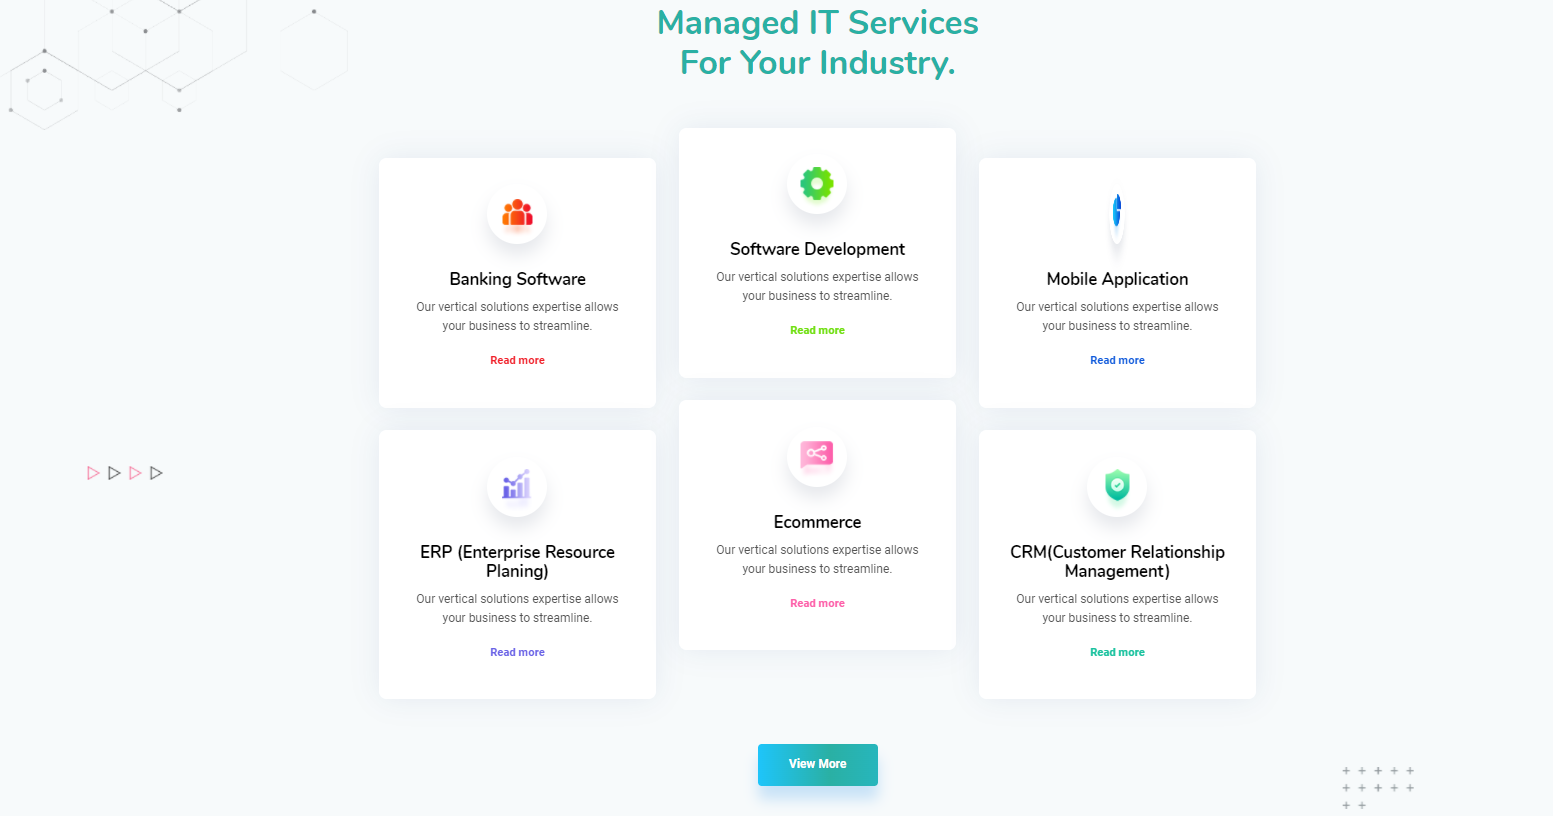 Managed IT Services
For Your Industry.
Banking Software
Our vertical solutions expertise allows
your business to streamline.
Read more
Software Development
Our vertical solutions expertise allows
your business to streamline.
Read more
Mobile Application
Our vertical solutions expertise allows
your business to streamline.
Read more
ERP (Enterprise Resource
Planing)
Our vertical solutions expertise allows
your business to streamline.
Read more
Ecommerce
Our vertical solutions expertise allows
your business to streamline.
Read more
CRM(Customer Relationship
Management)
Our vertical solutions expertise allows
your business to streamline.
Read more
View More